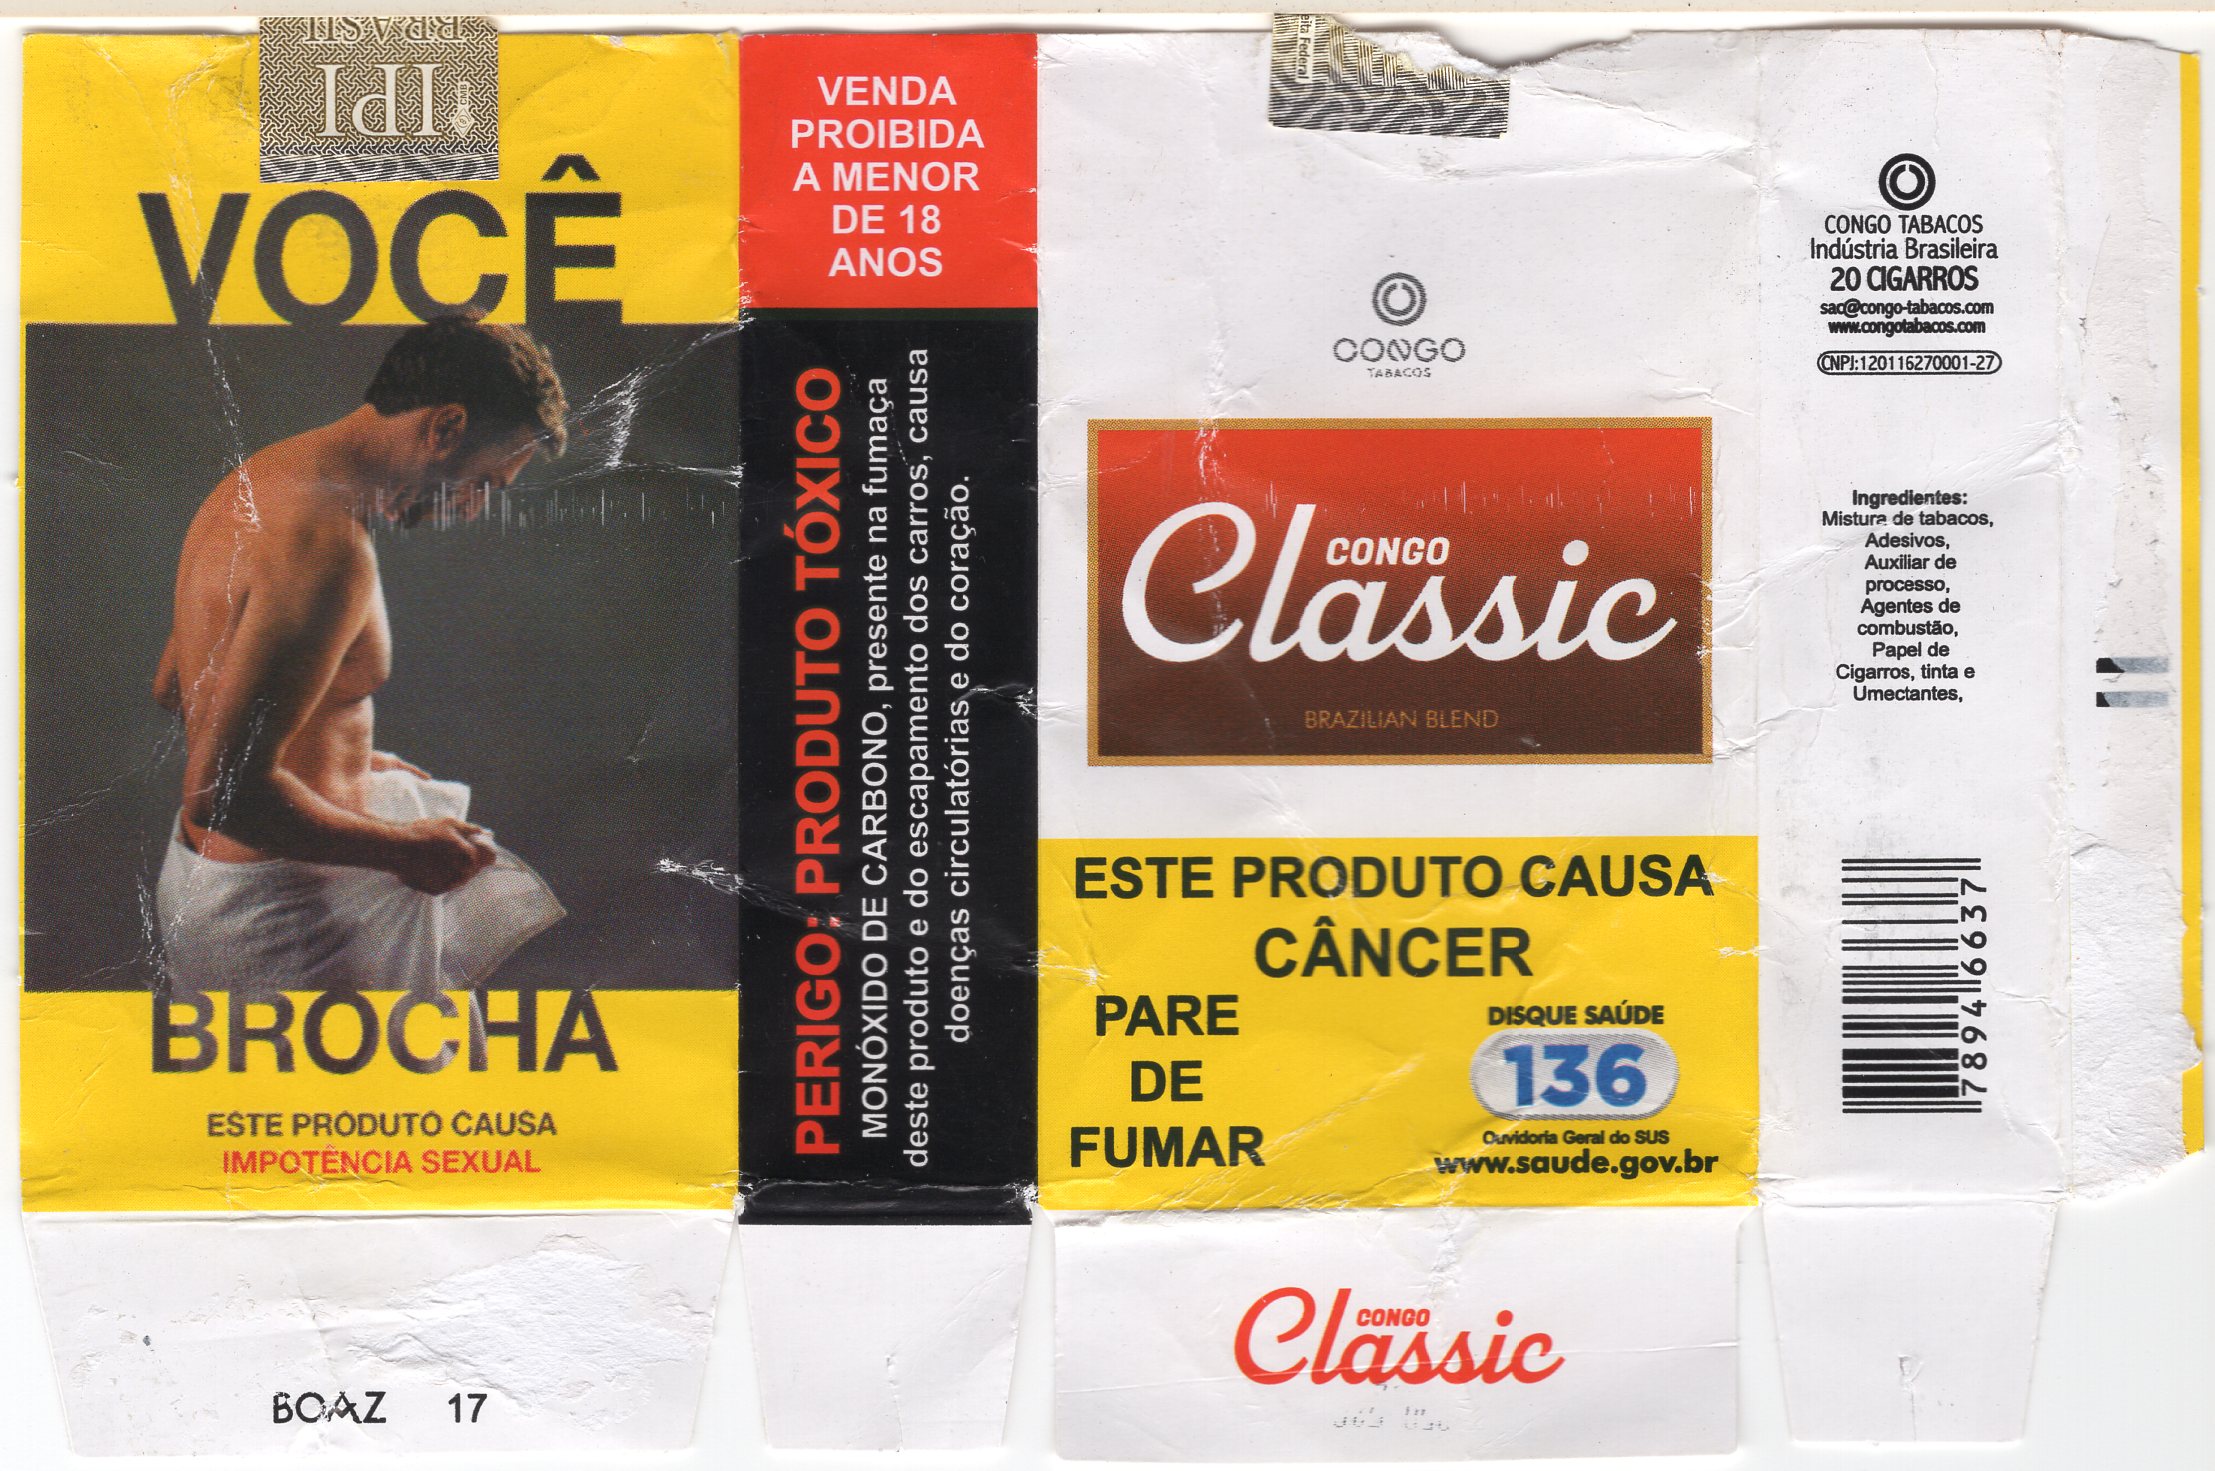 BRASIL
IPI
CMB
VOCÊ
BROCHA
ESTE PRODUTO CAUSA
IMPOTÊNCIA SEXUAL
BOAZ 17
VENDA
PROIBIDA
A MENOR
DE 18
ANOS
PERIGO: PRODUTO TÓXICO
MONÓXIDO DE CARBONO, presente na fumaça
deste produto e do escapamento dos carros, causa
doenças circulatórias e do coração.
Federal
CONGO
TABACOS
CONGO
Classic
BRAZILIAN BLEND
ESTE PRODUTO CAUSA
CÂNCER
PARE
DE
FUMAR
DISQUE SAÚDE
136
Ouvidoria Geral do SUS
www.saude.gov.br
CONGO
Classic
CONGO TABACOS
Indústria Brasileira
20 CIGARROS
sac@congo-tabacos.com
www.congotabacos.com
CNPJ:120116270001-27
Ingredientes:
Mistura de tabacos,
Adesivos,
Auxiliar de
processo,
Agentes de
combustão,
Papel de
Cigarros, tinta e
Umectantes,
78946637